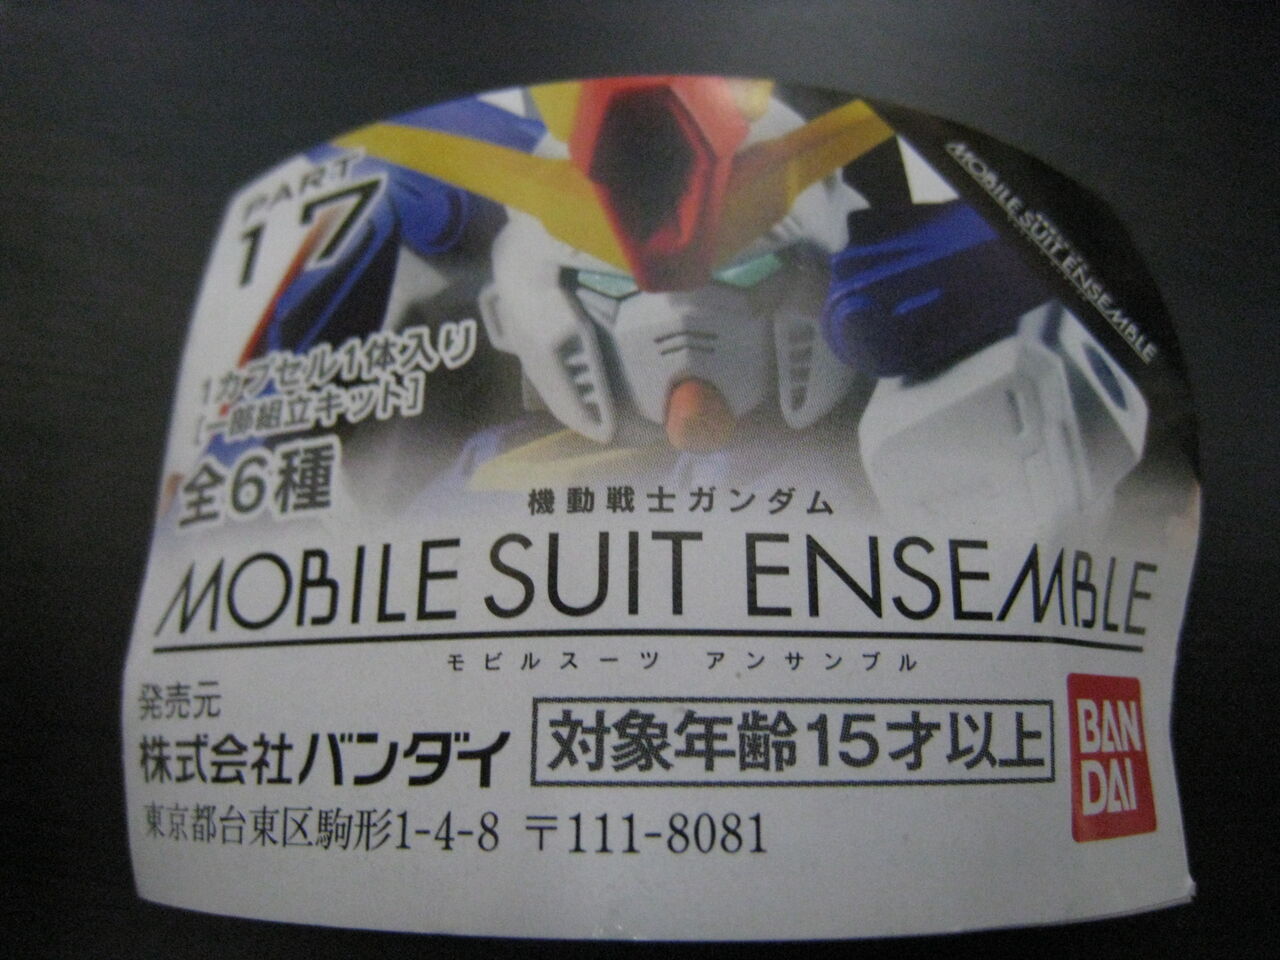 PART
17
1カプセル1体入り
[一部組立キット]
全6種
MOBILE SUIT ENSEMBLE
機動戦士ガンダム
MOBILE SUIT ENSEMBLE
モビルスーツ アンサンブル
発売元
株式会社バンダイ
対象年齢15才以上
BAN
DAI
東京都台東区駒形1-4-8 〒111-8081